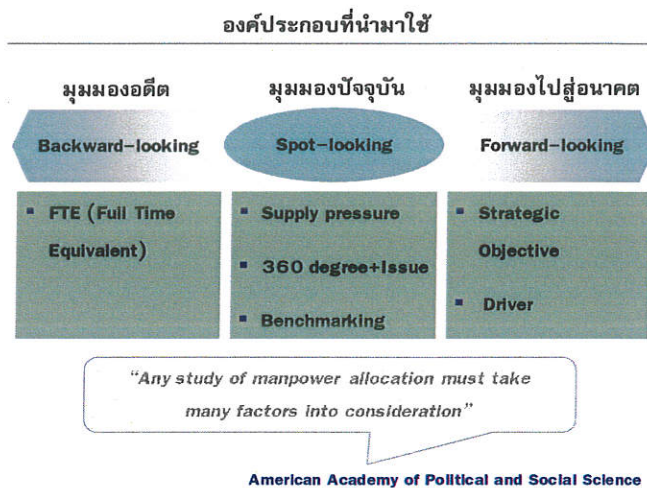 องค์ประกอบที่นำมาใช้
มุมมองอดีต
มุมมองปัจจุบัน
มุมมองไปสู่อนาคต
Backward-looking
Spot-looking
Forward-looking
▪ FTE (Full Time
Equivalent)
▪ Supply pressure
▪ 360 degree+Issue
▪ Benchmarking
▪ Strategic
Objective
▪ Driver
“Any study of manpower allocation must take
many factors into consideration”
American Academy of Political and Social Science